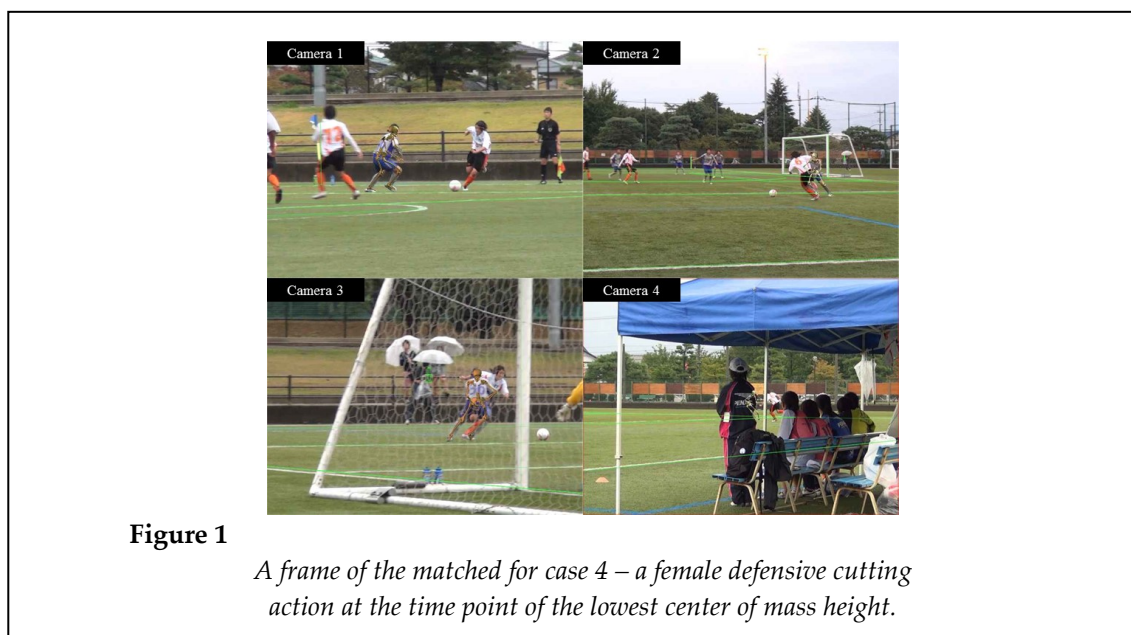 Camera 1
Camera 2
Camera 3
Camera 4
Figure 1
A frame of the matched for case 4 – a female defensive cutting
action at the time point of the lowest center of mass height.